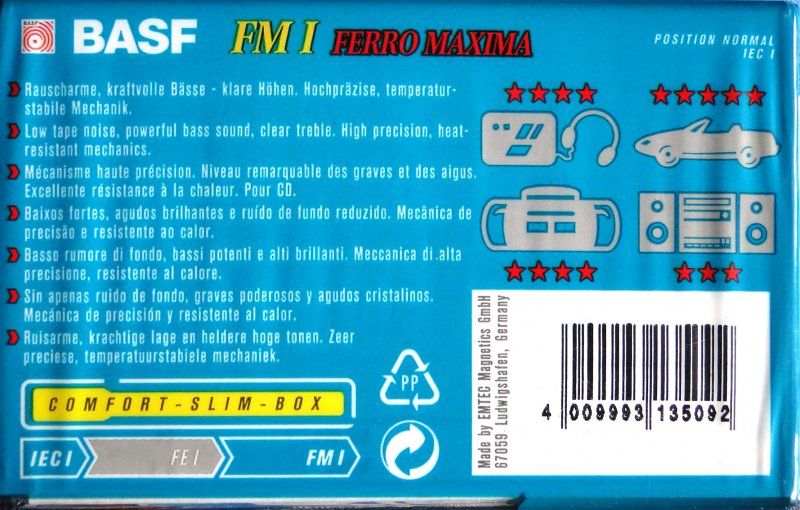 BASF
BASF
FM I FERRO MAXIMA
POSITION NORMAL
IEC I
Rauscharme, kraftvolle Bässe - klare Höhen. Hochpräzise, temperatur-
stabile Mechanik.
Low tape noise, powerful bass sound, clear treble. High precision, heat-
resistant mechanics.
Mécanisme haute précision. Niveau remarquable des graves et des aigus.
Excellente résistance à la chaleur. Pour CD.
Baixos fortes, agudos brilhantes e ruído de fundo reduzido. Mecânica de
precisão e resistente ao calor.
Basso rumore di fondo, bassi potenti e alti brillanti. Meccanica di.alta
precisione, resistente al calore.
Sin apenas ruido de fondo, graves poderosos y agudos cristalinos.
Mecánica de precisión y resistente al calor.
Ruisarme, krachtige lage en heldere hoge tonen. Zeer
preciese, temperatuurstabiele mechaniek.
COMFORT-SLIM-BOX
IEC I
FE I
FM I
PP
Made by EMTEC Magnetics GmbH
67059 Ludwigshafen, Germany
4 009993 135092